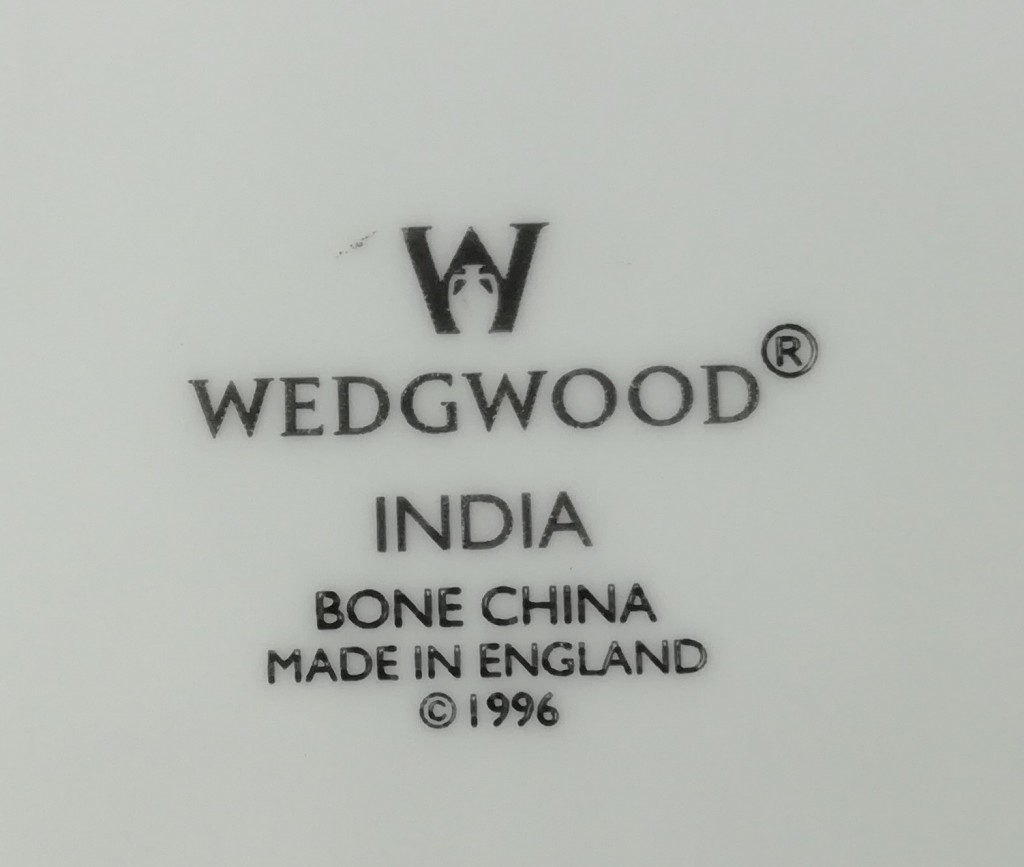 W
WEDGWOOD®
INDIA
BONE CHINA
MADE IN ENGLAND
©1996